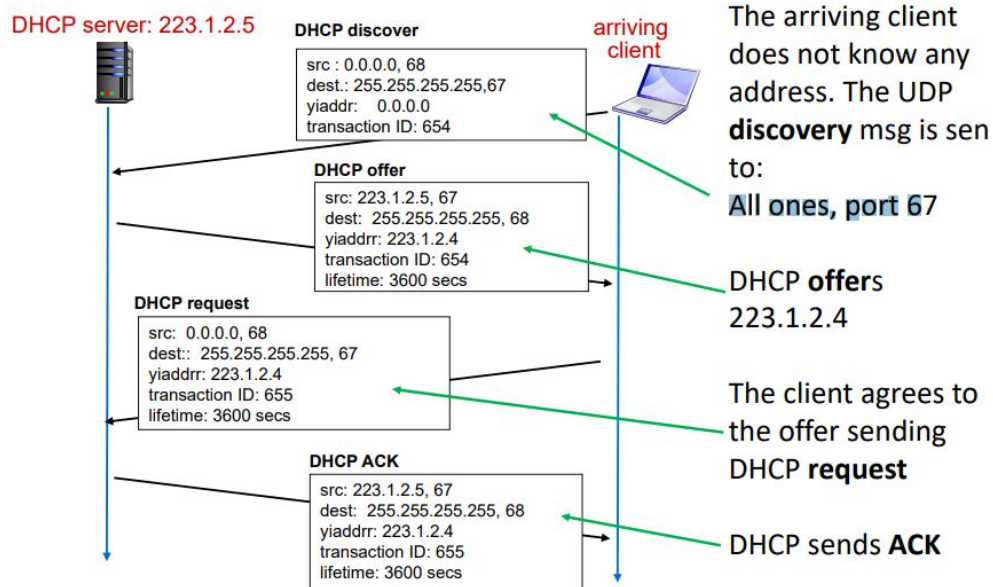 DHCP server: 223.1.2.5
DHCP discover
src : 0.0.0.0, 68
dest.: 255.255.255.255,67
yiaddr: 0.0.0.0
transaction ID: 654
arriving
client
DHCP offer
src: 223.1.2.5, 67
dest: 255.255.255.255, 68
yiaddrr: 223.1.2.4
transaction ID: 654
lifetime: 3600 secs
DHCP request
src: 0.0.0.0, 68
dest:: 255.255.255.255, 67
yiaddrr: 223.1.2.4
transaction ID: 655
lifetime: 3600 secs
DHCP ACK
src: 223.1.2.5, 67
dest: 255.255.255.255, 68
yiaddrr: 223.1.2.4
transaction ID: 655
lifetime: 3600 secs
The arriving client
does not know any
address. The UDP
discovery msg is sen
to:
All ones, port 67
DHCP offers
223.1.2.4
The client agrees to
the offer sending
DHCP request
DHCP sends ACK